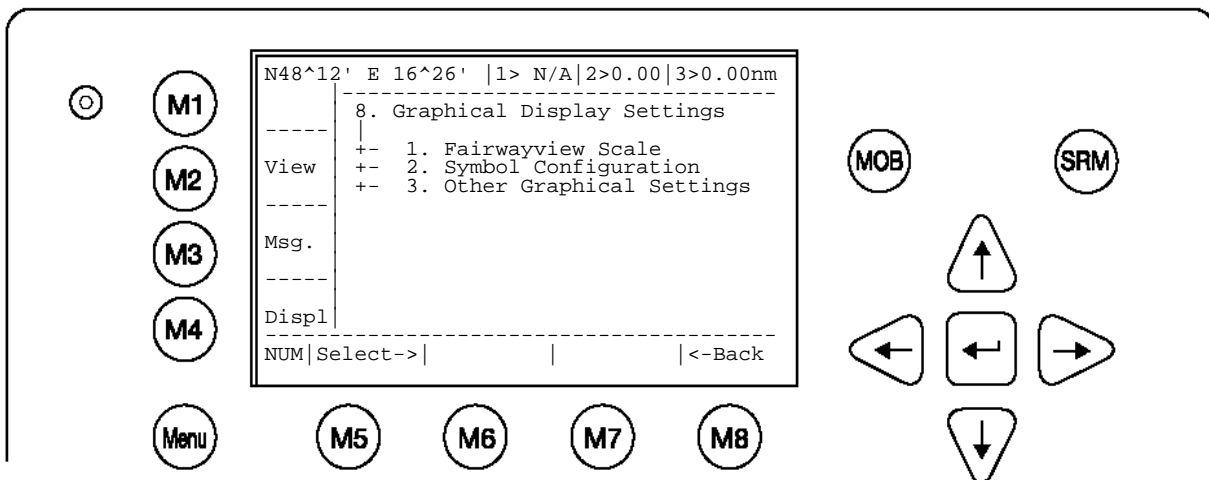 N48^12' E 16^26' |1> N/A|2>0.00|3>0.00nm
8. Graphical Display Settings
+- 1. Fairwayview Scale
+- 2. Symbol Configuration
+- 3. Other Graphical Settings
View
Msg.
Displ
NUM|Select->| | |<-Back
M1
M2
M3
M4
Menu
M5
M6
M7
M8
MOB
SRM